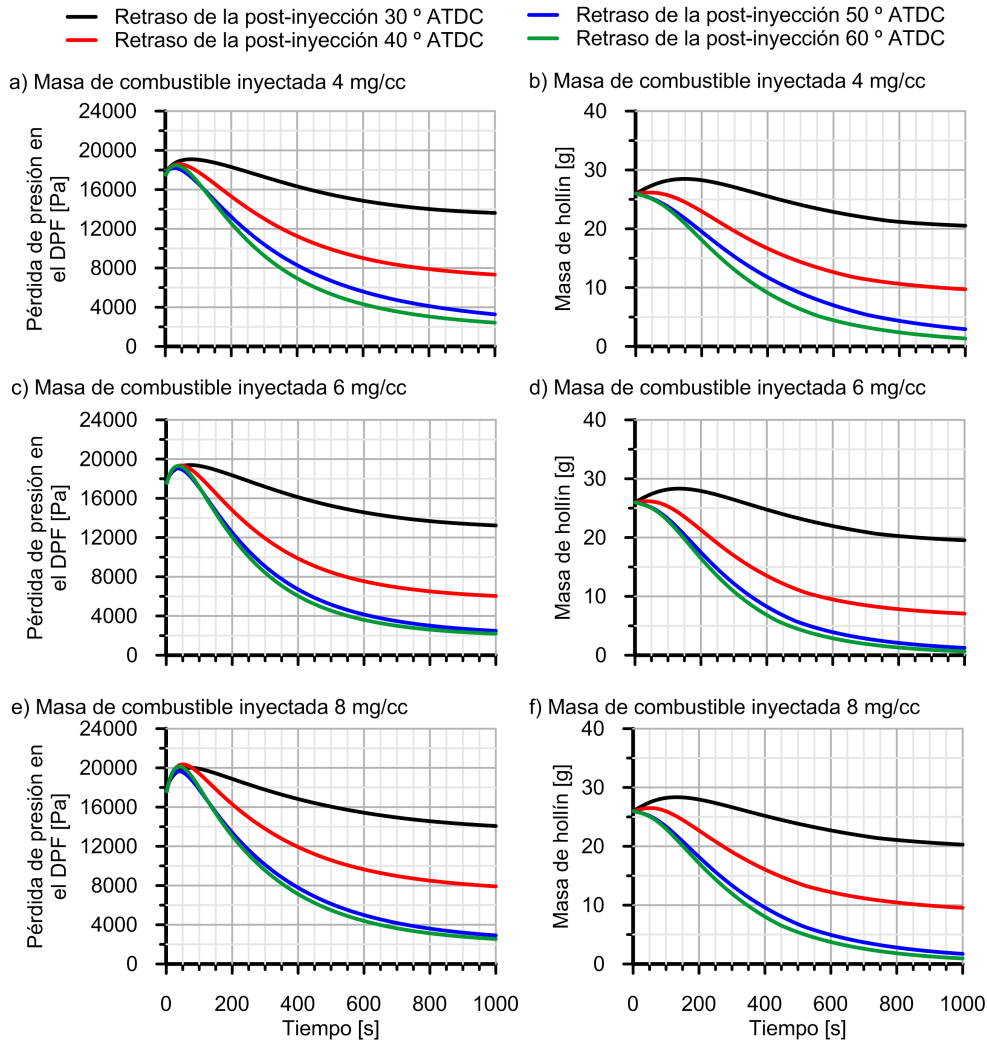 Retraso de la post-inyección 30 º ATDC
Retraso de la post-inyección 50 º ATDC
Retraso de la post-inyección 40 º ATDC
Retraso de la post-inyección 60 º ATDC
a) Masa de combustible inyectada 4 mg/cc
b) Masa de combustible inyectada 4 mg/cc
Pérdida de presión en
el DPF [Pa]
24000
20000
16000
12000
8000
4000
0
Masa de hollín [g]
40
30
20
10
0
c) Masa de combustible inyectada 6 mg/cc
d) Masa de combustible inyectada 6 mg/cc
Pérdida de presión en
el DPF [Pa]
24000
20000
16000
12000
8000
4000
0
Masa de hollín [g]
40
30
20
10
0
e) Masa de combustible inyectada 8 mg/cc
f) Masa de combustible inyectada 8 mg/cc
Pérdida de presión en
el DPF [Pa]
24000
20000
16000
12000
8000
4000
0
Masa de hollín [g]
40
30
20
10
0
0 200 400 600 800 1000
Tiempo [s]
0 200 400 600 800 1000
Tiempo [s]